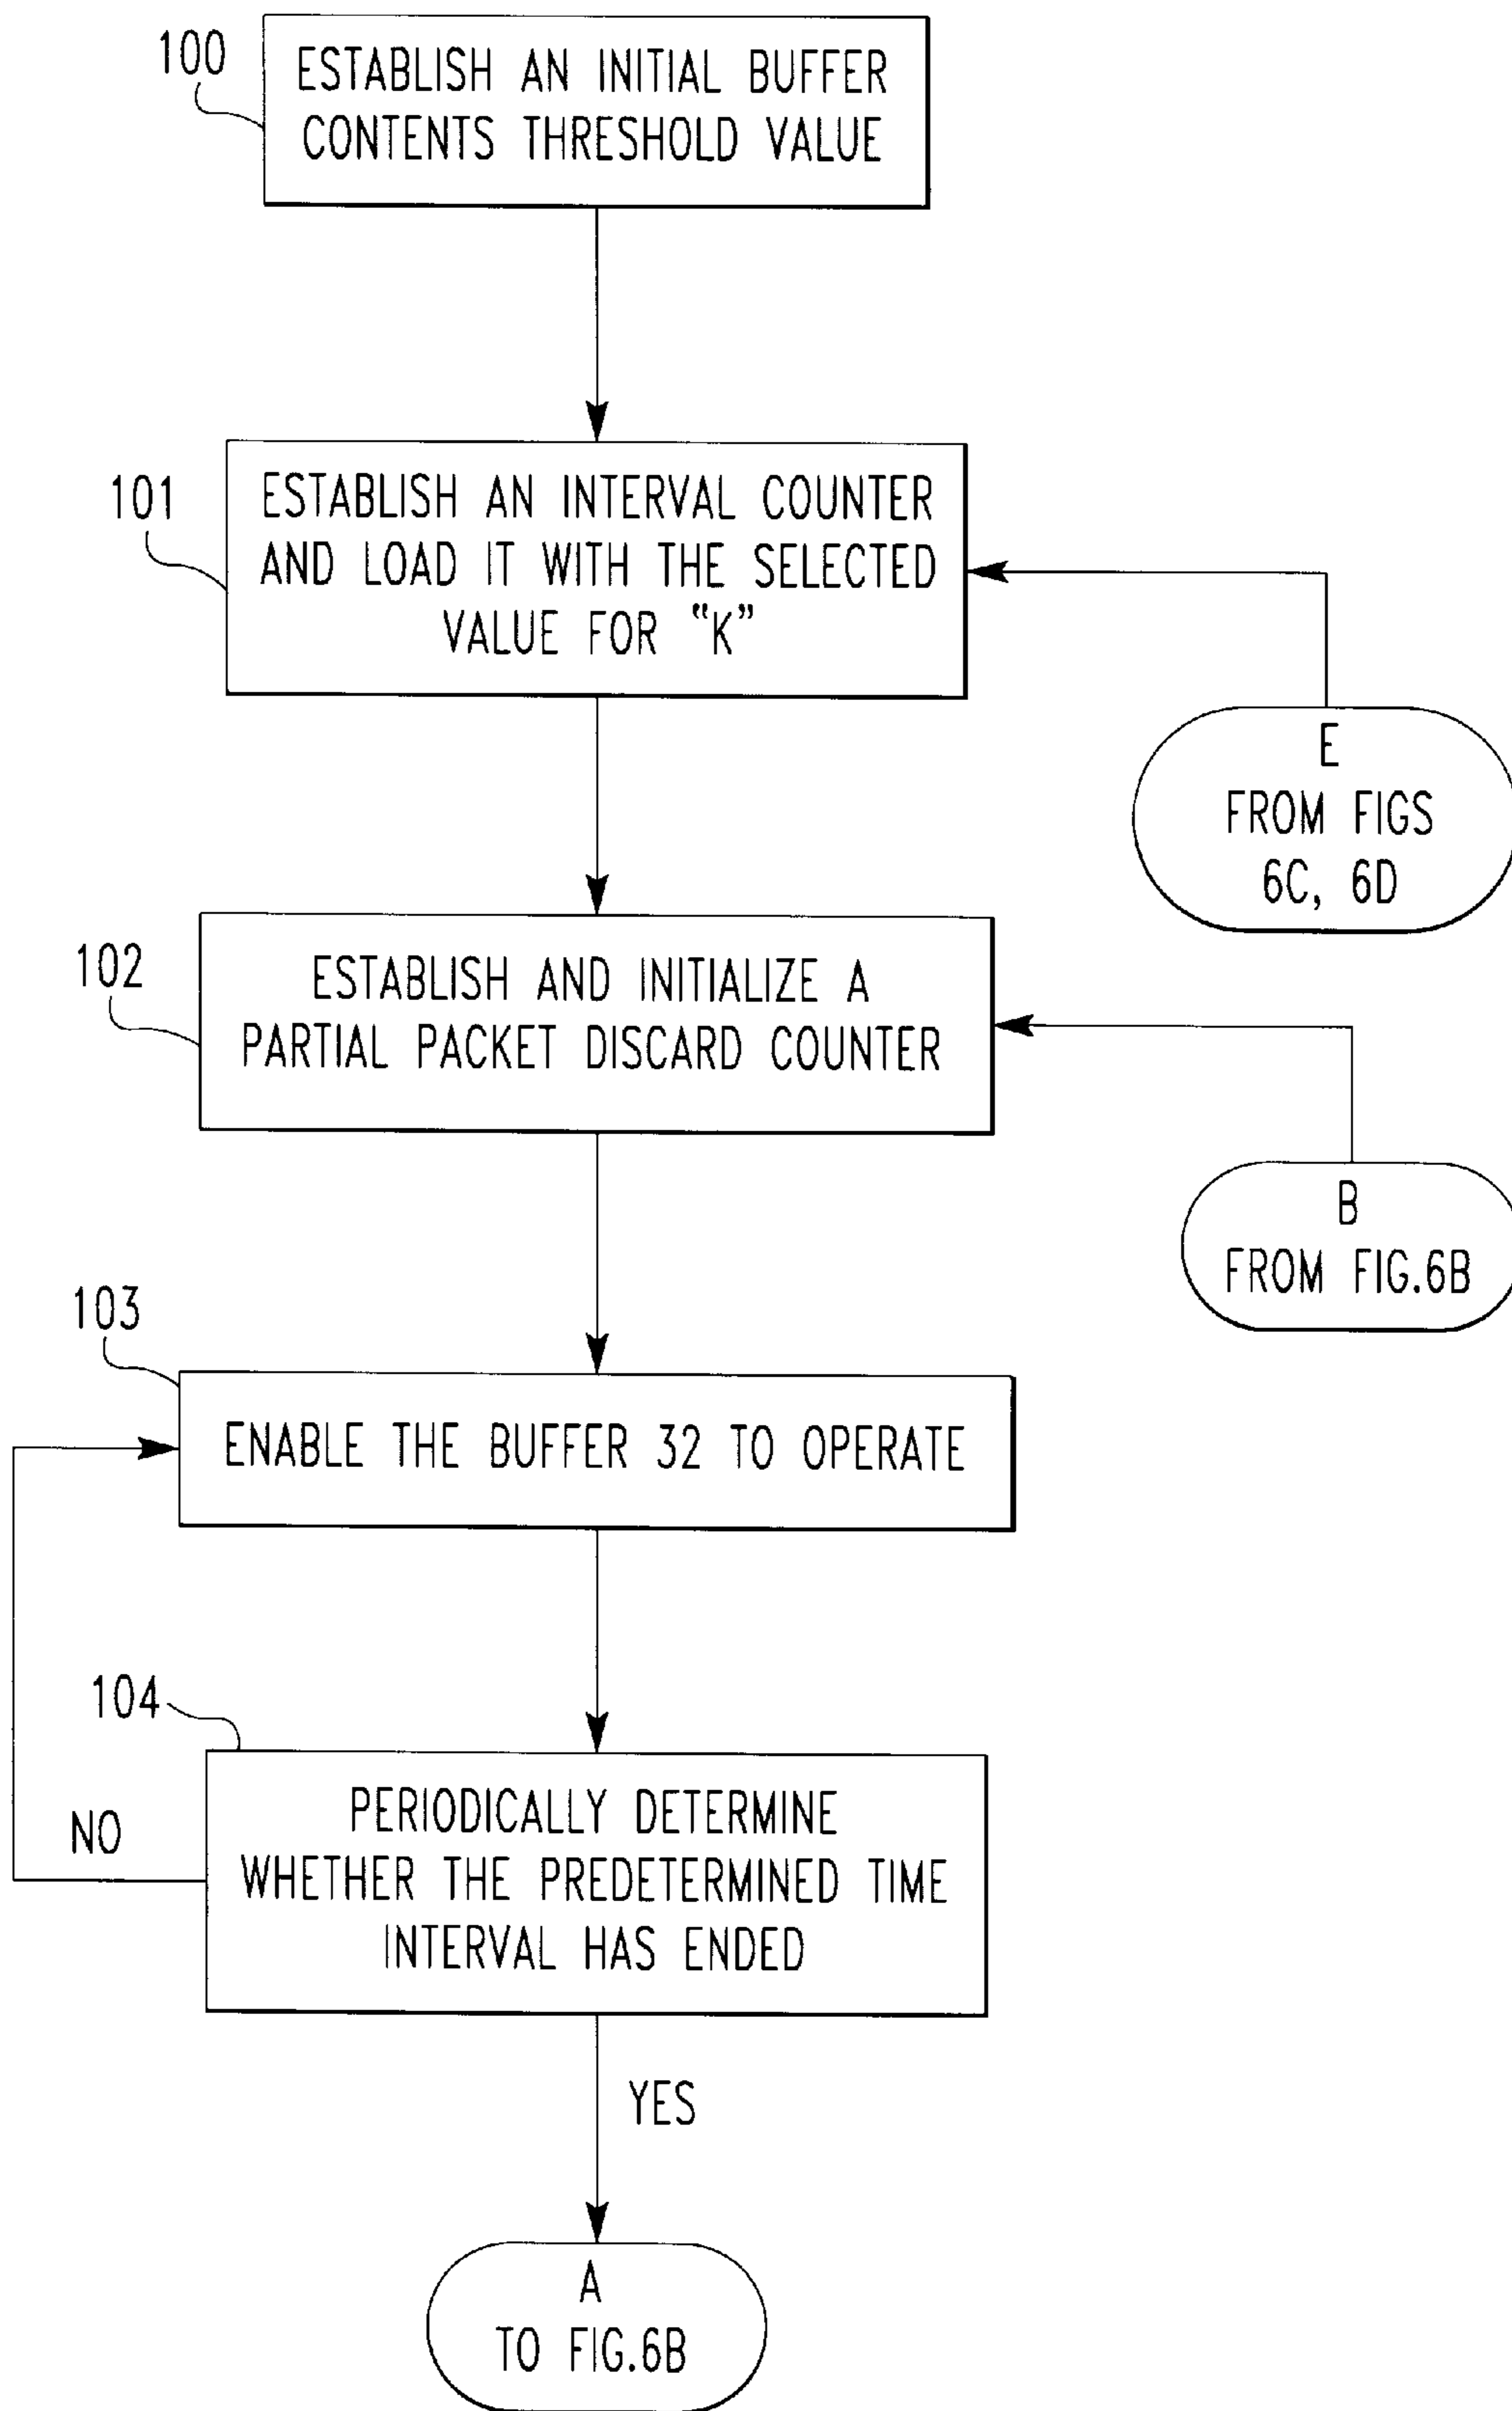 100
ESTABLISH AN INITIAL BUFFER
CONTENTS THRESHOLD VALUE
101
ESTABLISH AN INTERVAL COUNTER
AND LOAD IT WITH THE SELECTED
VALUE FOR “K”
E
FROM FIGS
6C, 6D
102
ESTABLISH AND INITIALIZE A
PARTIAL PACKET DISCARD COUNTER
B
FROM FIG.6B
103
ENABLE THE BUFFER 32 TO OPERATE
104
NO
PERIODICALLY DETERMINE
WHETHER THE PREDETERMINED TIME
INTERVAL HAS ENDED
YES
A
TO FIG.6B